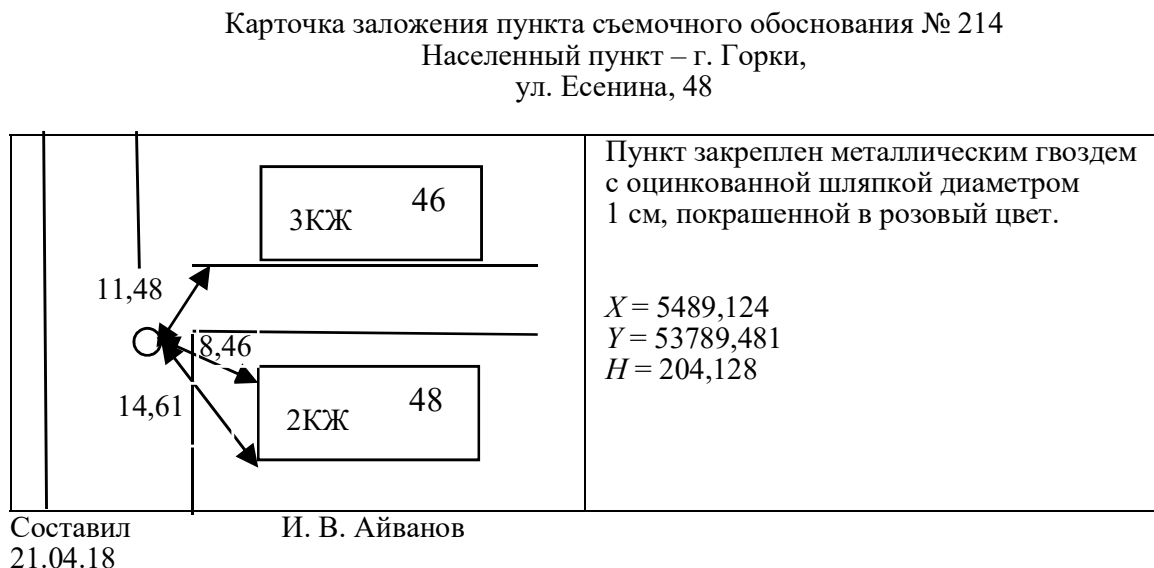 Карточка заложения пункта съемочного обоснования № 214
Населенный пункт – г. Горки,
ул. Есенина, 48
46
3КЖ
11,48
8,46
14,61
48
2КЖ
Пункт закреплен металлическим гвоздем
с оцинкованной шляпкой диаметром
1 см, покрашенной в розовый цвет.
X = 5489,124
Y = 53789,481
H = 204,128
Составил И. В. Айванов
21.04.18